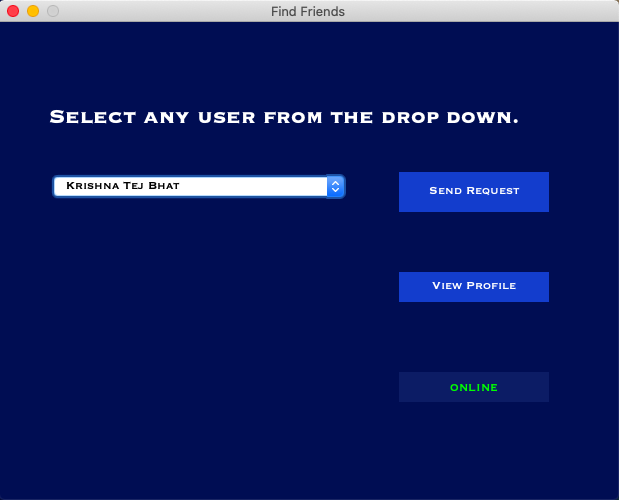 Find Friends
Select any user from the drop down.
Krishna Tej Bhat
Send Request
View Profile
ONLINE